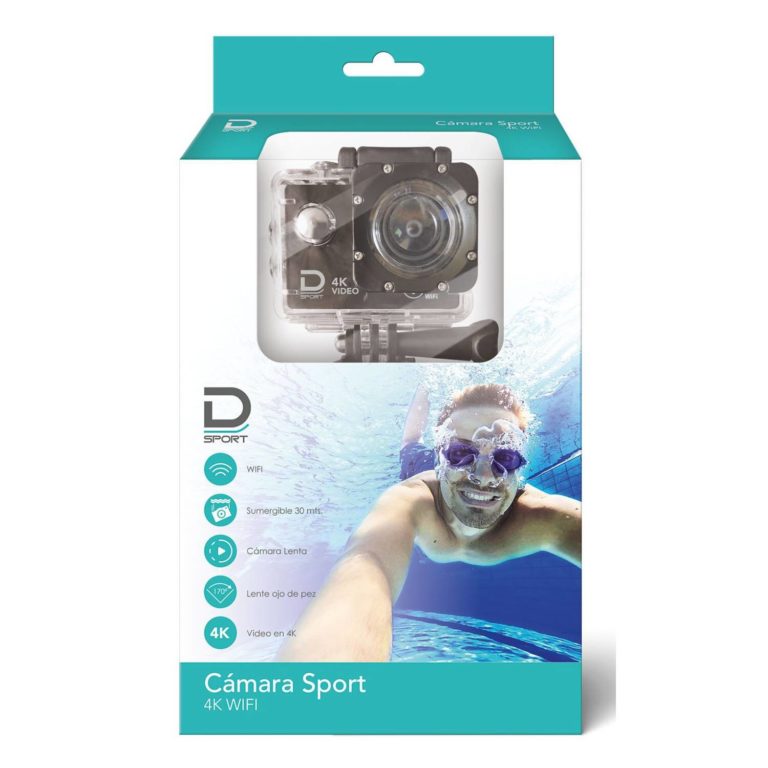 D
SPORT
Cámara Sport
4K WIFI
D
SPORT
4K
VIDEO
WIFI
D
SPORT
WIFI
Sumergible 30 mts.
Cámara Lenta
170°
Lente ojo de pez
4K
Video en 4K
Cámara Sport
4K WIFI